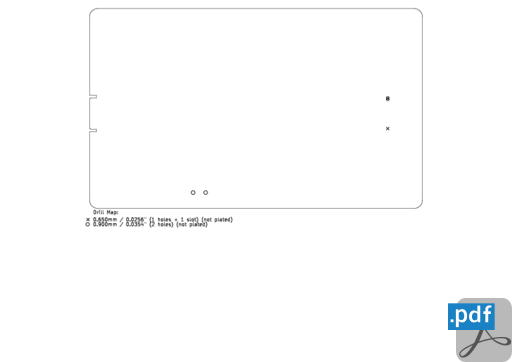 Drill Map:
0.650mm / 0.0256" (1 holes + 1 slot) (not plated)
0.900mm / 0.0354" (2 holes) (not plated)
.pdf